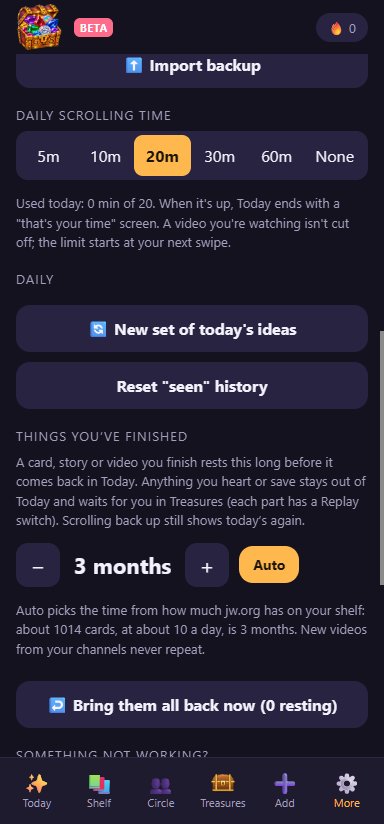 BETA
0
Import backup
DAILY SCROLLING TIME
5m 10m 20m 30m 60m None
Used today: 0 min of 20. When it's up, Today ends with a
"that's your time" screen. A video you're watching isn't cut
off; the limit starts at your next swipe.
DAILY
New set of today's ideas
Reset "seen" history
THINGS YOU'VE FINISHED
A card, story or video you finish rests this long before it
comes back in Today. Anything you heart or save stays out of
Today and waits for you in Treasures (each part has a Replay
switch). Scrolling back up still shows today's again.
− 3 months + Auto
Auto picks the time from how much jw.org has on your shelf:
about 1014 cards, at about 10 a day, is 3 months. New videos
from your channels never repeat.
Bring them all back now (0 resting)
SOMETHING NOT WORKING?
Today Shelf Circle Treasures Add More